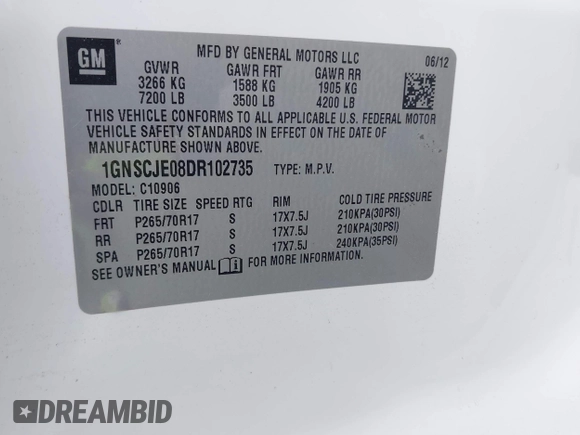 GM
MFD BY GENERAL MOTORS LLC 06/12
GVWR GAWR FRT GAWR RR
3266 KG 1588 KG 1905 KG
7200 LB 3500 LB 4200 LB
THIS VEHICLE CONFORMS TO ALL APPLICABLE U.S. FEDERAL MOTOR
VEHICLE SAFETY STANDARDS IN EFFECT ON THE DATE OF
MANUFACTURE SHOWN ABOVE.
1GNSCJE08DR102735 TYPE: M.P.V.
MODEL: C10906
CDLR TIRE SIZE SPEED RTG RIM COLD TIRE PRESSURE
FRT P265/70R17 S 17X7.5J 210KPA(30PSI)
RR P265/70R17 S 17X7.5J 210KPA(30PSI)
SPA P265/70R17 S 17X7.5J 240KPA(35PSI)
SEE OWNER'S MANUAL FOR MORE INFORMATION.
DREAMBID